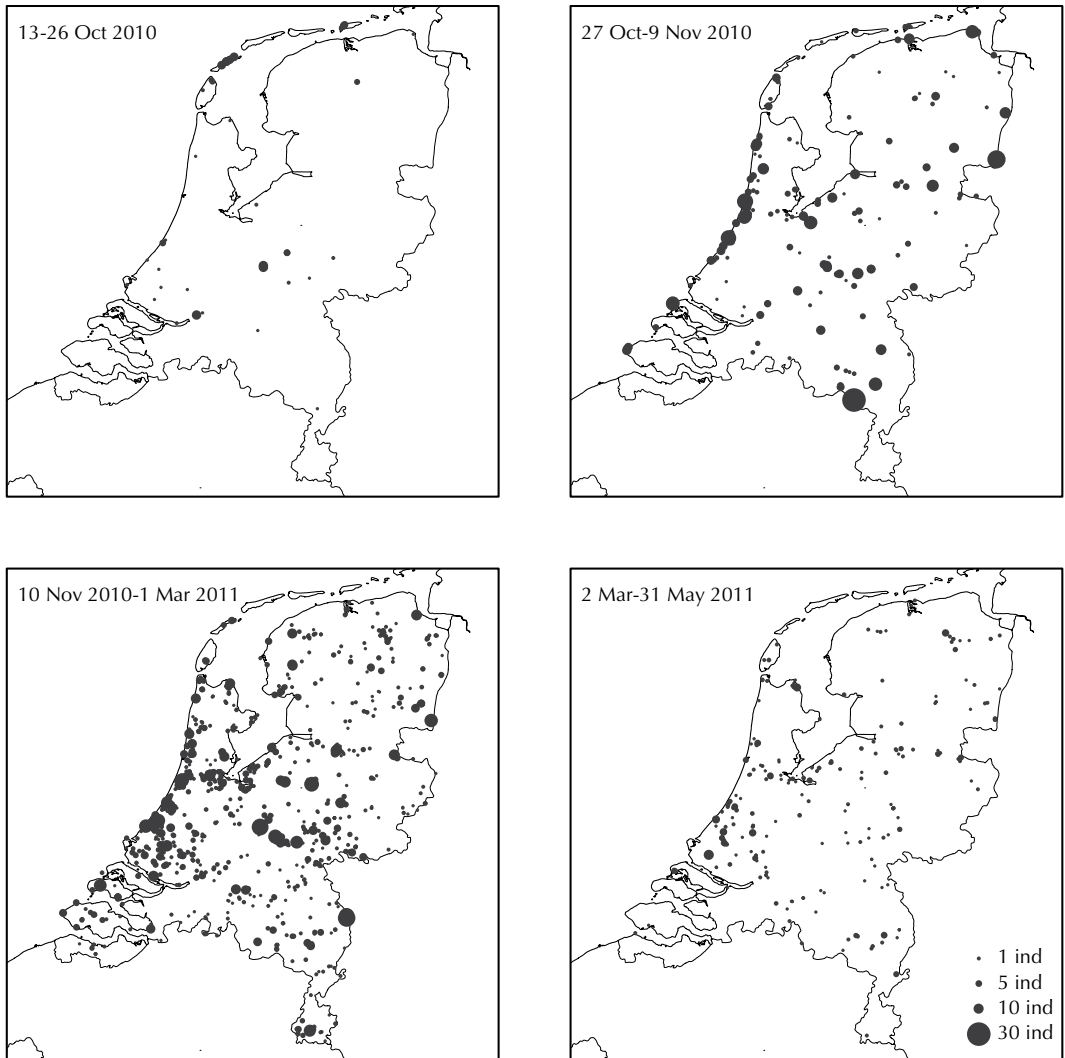 13-26 Oct 2010
27 Oct-9 Nov 2010
10 Nov 2010-1 Mar 2011
2 Mar-31 May 2011
1 ind
5 ind
10 ind
30 ind